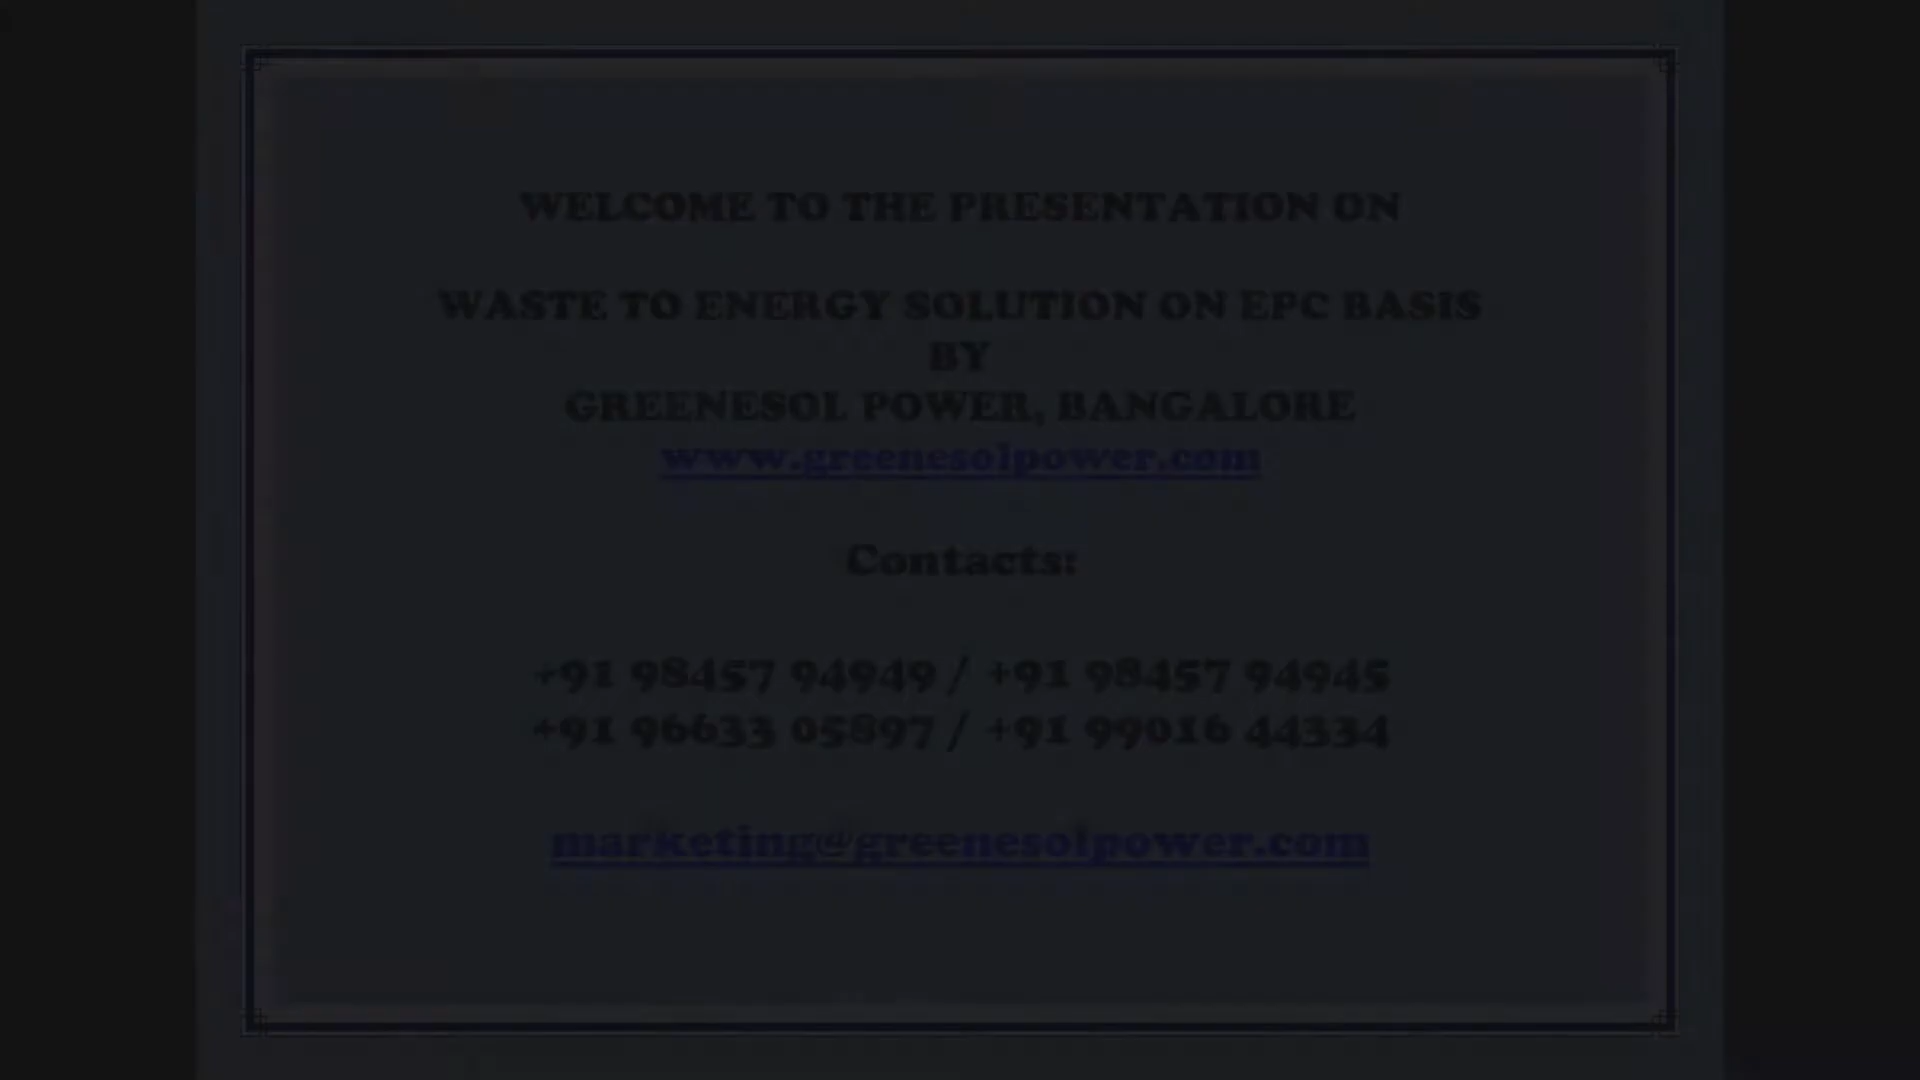 WELCOME TO THE PRESENTATION ON
WASTE TO ENERGY SOLUTION ON EPC BASIS
BY
GREENESOL POWER, BANGALORE
www.greenesolpower.com
Contacts:
+91 98457 94949 / +91 98457 94945
+91 96633 05897 / +91 99016 44334
marketing@greenesolpower.com